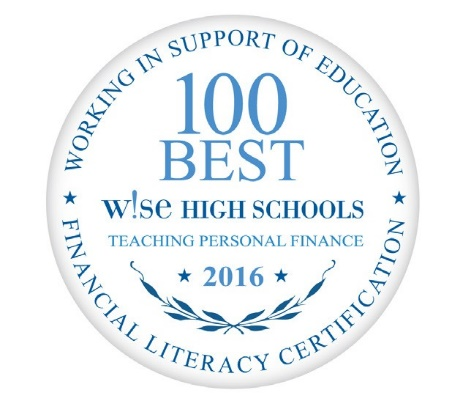 WORKING IN SUPPORT OF EDUCATION
100
BEST
w!se HIGH SCHOOLS
TEACHING PERSONAL FINANCE
★ 2016 ★
★ FINANCIAL LITERACY CERTIFICATION ★